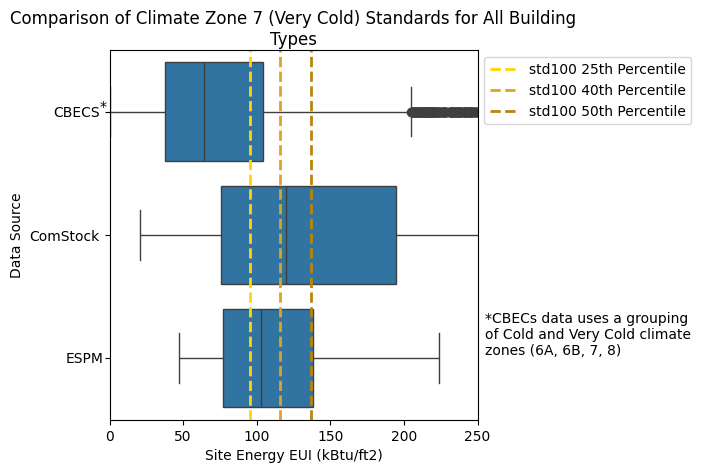 Comparison of Climate Zone 7 (Very Cold) Standards for All Building
Types
std100 25th Percentile
std100 40th Percentile
std100 50th Percentile
Data Source
CBECS*
ComStock
ESPM
*CBECs data uses a grouping
of Cold and Very Cold climate
zones (6A, 6B, 7, 8)
0 50 100 150 200 250
Site Energy EUI (kBtu/ft2)